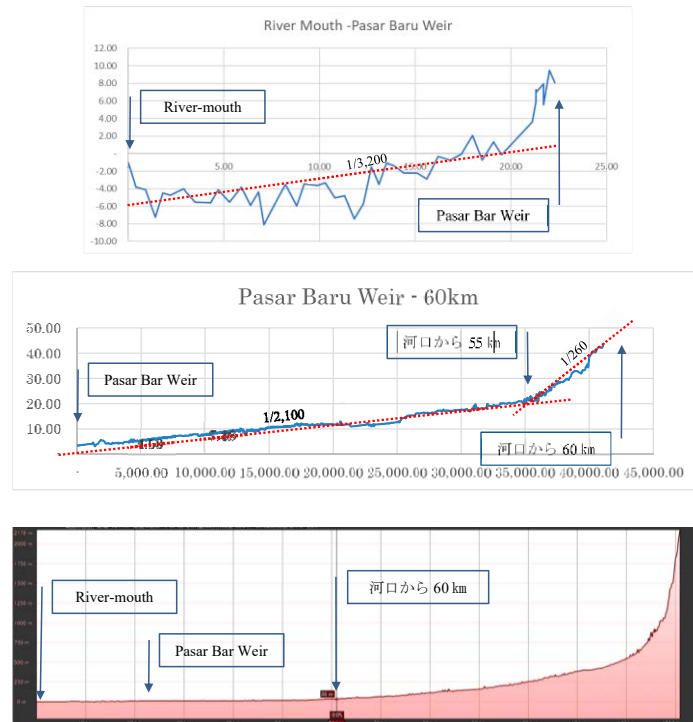 River Mouth -Pasar Baru Weir
12.00
10.00
8.00
6.00
4.00
2.00
-
-2.00
-4.00
-6.00
-8.00
-10.00
5.00
10.00
15.00
20.00
25.00
River-mouth
1/3,200
Pasar Bar Weir
Pasar Baru Weir - 60km
50.00
40.00
30.00
20.00
10.00
-
5,000.00 10,000.00 15,000.00 20,000.00 25,000.00 30,000.00 35,000.00 40,000.00 45,000.00
Pasar Bar Weir
1/2,100
河口から 55 km
1/260
河口から 60 km
River-mouth
Pasar Bar Weir
河口から 60 km